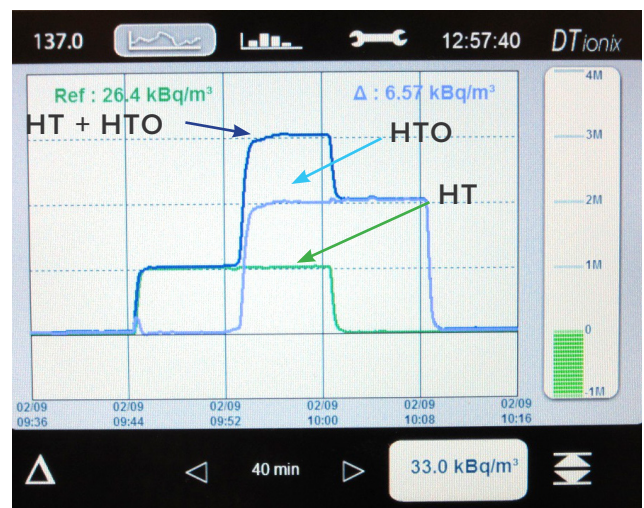 137.0
12:57:40
DTionix
Ref : 26.4 kBq/m³
Δ : 6.57 kBq/m³
4M
HT + HTO
HTO
3M
HT
2M
1M
0
-1M
02/09 02/09 02/09 02/09 02/09 02/09
09:36 09:44 09:52 10:00 10:08 10:16
Δ
40 min
33.0 kBq/m³